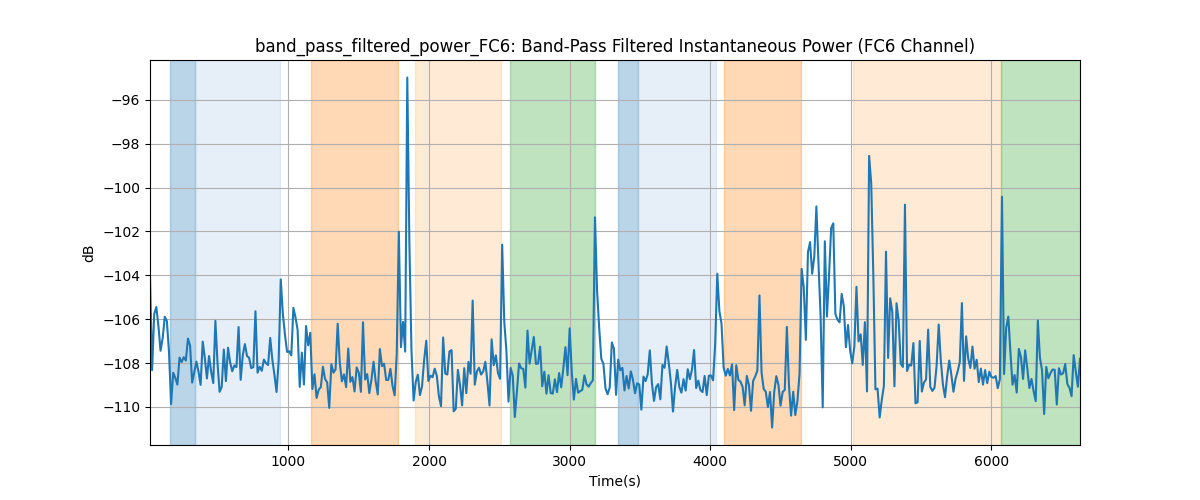 band_pass_filtered_power_FC6: Band-Pass Filtered Instantaneous Power (FC6 Channel)
dB
−96
−98
−100
−102
−104
−106
−108
−110
1000 2000 3000 4000 5000 6000
Time(s)